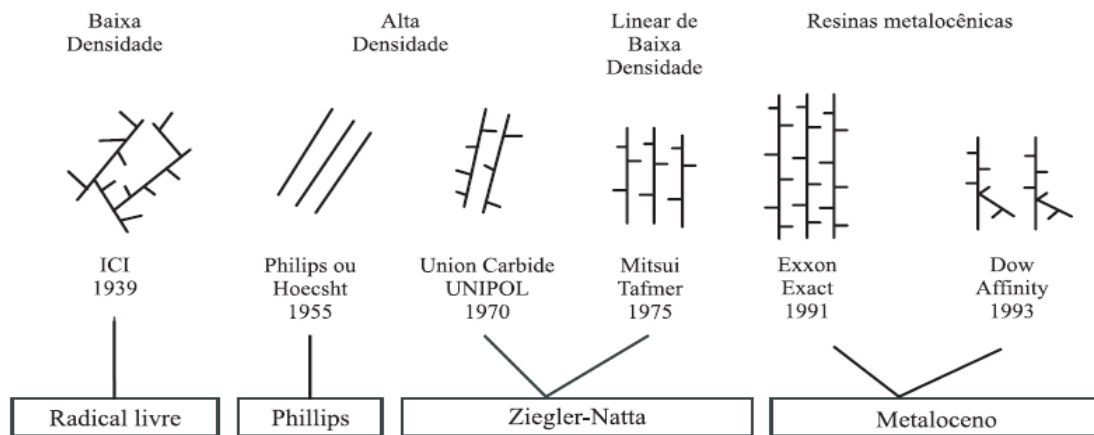 Baixa
Densidade
Alta
Densidade
Linear de
Baixa
Densidade
Resinas metalocênicas
ICI
1939
Philips ou
Hoecsht
1955
Union Carbide
UNIPOL
1970
Mitsui
Tafmer
1975
Exxon
Exact
1991
Dow
Affinity
1993
Radical livre
Phillips
Ziegler-Natta
Metaloceno